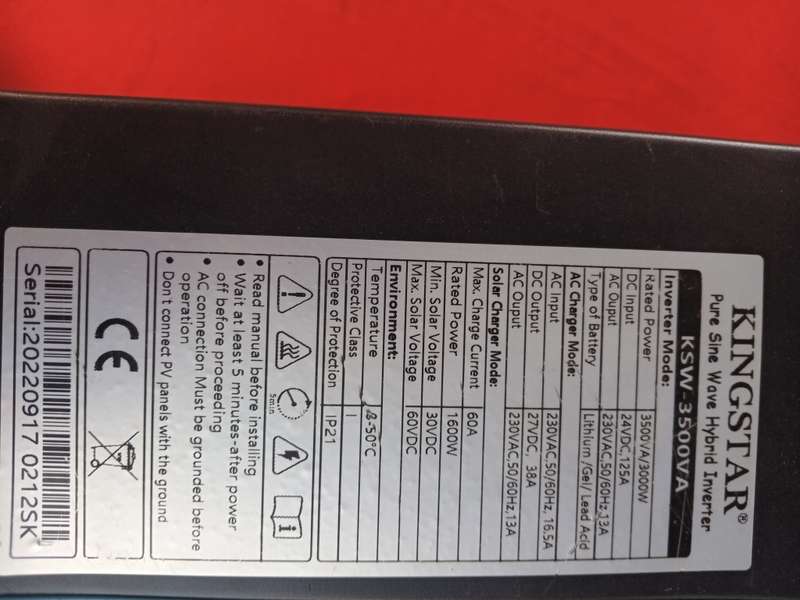 KINGSTAR®
Pure Sine Wave Hybrid Inverter
KSW-3500VA
Inverter Mode:
Rated Power 3500VA/3000W
DC Input 24VDC,125A
AC Ouput 230VAC,50/60Hz,13A
Type of Battery Lithium /Gel/ Lead Acid
AC Charger Mode:
AC Input 230VAC,50/60Hz, 16.5A
DC Output 27VDC, 38A
AC Ouput 230VAC,50/60Hz,13A
Solar Charger Mode:
Max. Charge Current 60A
Rated Power 1600W
Min. Solar Voltage 30VDC
Max. Solar Voltage 60VDC
Environment:
Temperature -50°C
Protective Class I
Degree of Protection IP21
5min
• Read manual before installing
• Wait at least 5 minutes-after power
off before proceeding
• AC connection Must be grounded before
operation
• Don't connect PV panels with the ground
CE
Serial:20220917 0212SK